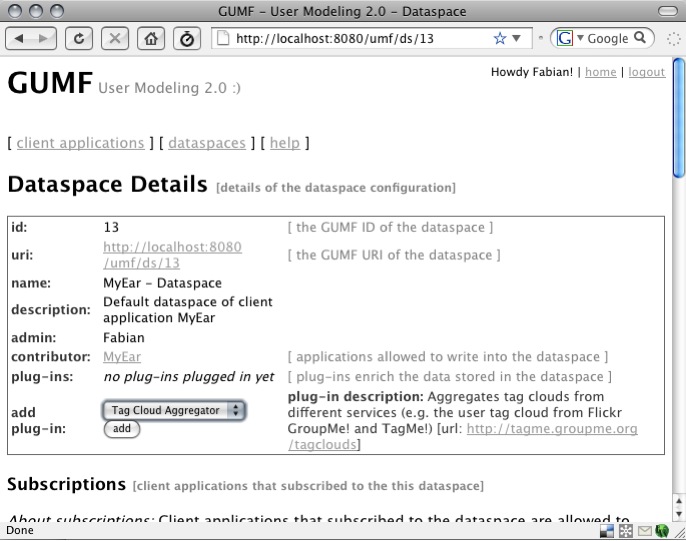 GUMF - User Modeling 2.0 - Dataspace
http://localhost:8080/umf/ds/13
G Google
GUMF User Modeling 2.0 :)
Howdy Fabian! | home | logout
[ client applications ] [ dataspaces ] [ help ]
Dataspace Details [details of the dataspace configuration]
id: 13 [ the GUMF ID of the dataspace ]
uri: http://localhost:8080
/umf/ds/13 [ the GUMF URI of the dataspace ]
name: MyEar - Dataspace
description: Default dataspace of client
application MyEar
admin: Fabian
contributor: MyEar [ applications allowed to write into the dataspace ]
plug-ins: no plug-ins plugged in yet [ plug-ins enrich the data stored in the dataspace ]
add
plug-in:
Tag Cloud Aggregator
add
plug-in description: Aggregates tag clouds from
different services (e.g. the user tag cloud from Flickr
GroupMe! and TagMe!) [url: http://tagme.groupme.org
/tagclouds]
Subscriptions [client applications that subscribed to the this dataspace]
About subscriptions: Client applications that subscribed to the dataspace are allowed to
Done